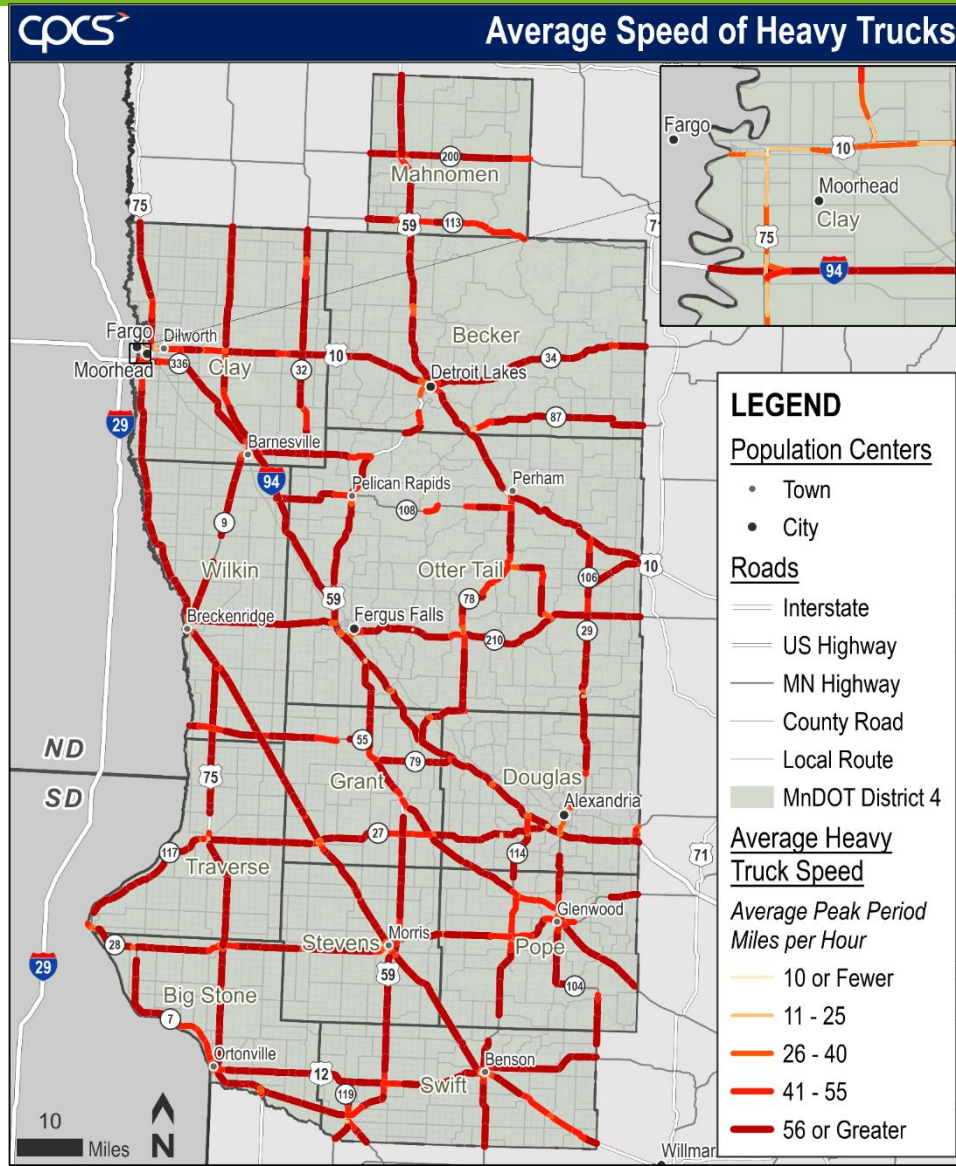 cpcs
Average Speed of Heavy Trucks
200
Mahnomen
75
59
113
71
Fargo
10
Moorhead
Clay
75
94
Becker
Fargo
Dilworth
10
34
Moorhead
336
Clay
32
Detroit Lakes
87
29
Barnesville
94
Pelican Rapids
Perham
108
9
Otter Tail
10
Wilkin
106
59
78
Breckenridge
Fergus Falls
210
29
ND
SD
55
79
Douglas
75
Grant
Alexandria
27
117
114
71
Traverse
Glenwood
Stevens
Morris
28
Pope
29
59
104
Big Stone
7
Ortonville
12
Benson
119
Swift
10
Miles
N
Willmar
LEGEND
Population Centers
Town
City
Roads
Interstate
US Highway
MN Highway
County Road
Local Route
MnDOT District 4
Average Heavy
Truck Speed
Average Peak Period
Miles per Hour
10 or Fewer
11 - 25
26 - 40
41 - 55
56 or Greater